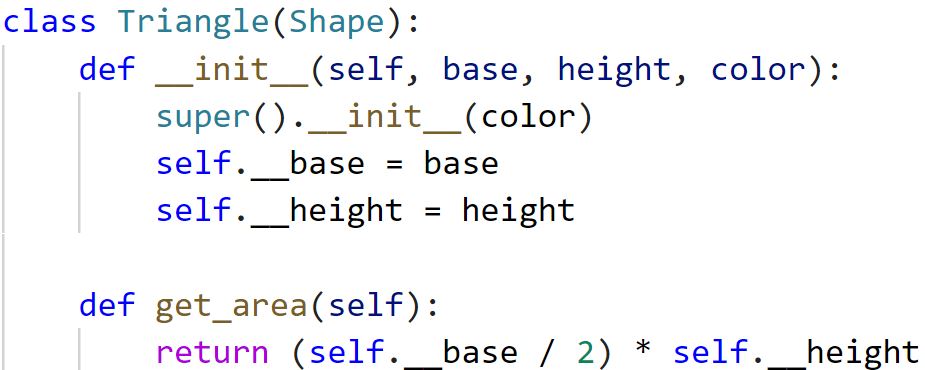 class Triangle(Shape):
    def __init__(self, base, height, color):
        super().__init__(color)
        self.__base = base
        self.__height = height

    def get_area(self):
        return (self.__base / 2) * self.__height